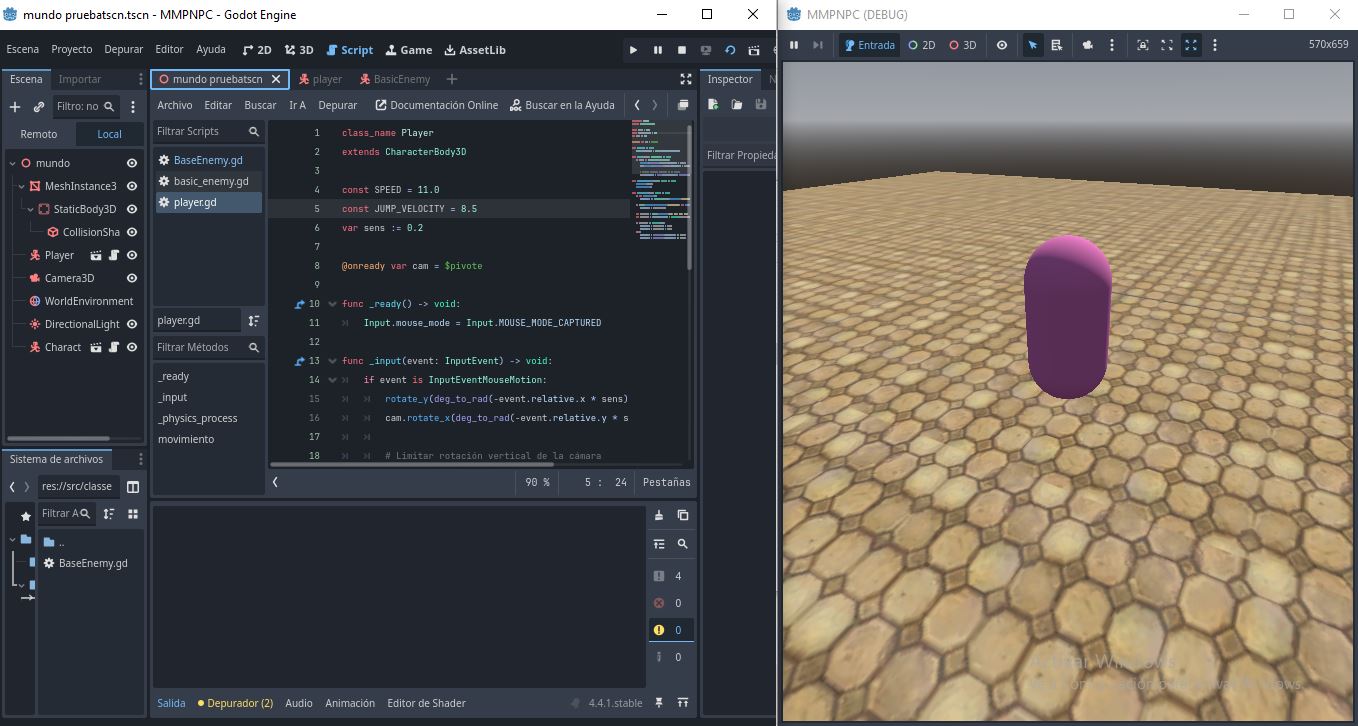 mundo pruebatscn.tscn - MMPNPC - Godot Engine
Escena Proyecto Depurar Editor Ayuda 2D 3D Script Game AssetLib
Escena Importar
Filtro: no
Remoto Local
mundo
MeshInstance3
StaticBody3D
CollisionSha
Player
Camera3D
WorldEnvironment
DirectionalLight
Charact
Sistema de archivos
res://src/classe
Filtrar A
..
BaseEnemy.gd
mundo pruebatscn player BasicEnemy
Archivo Editar Buscar Ir A Depurar Documentación Online Buscar en la Ayuda
Filtrar Scripts
BaseEnemy.gd
basic_enemy.gd
player.gd
player.gd
Filtrar Métodos
_ready
_input
_physics_process
movimiento
1 class_name Player
2 extends CharacterBody3D
3
4 const SPEED = 11.0
5 const JUMP_VELOCITY = 8.5
6 var sens := 0.2
7
8 @onready var cam = $pivote
9
10 func _ready() -> void:
11 Input.mouse_mode = Input.MOUSE_MODE_CAPTURED
12
13 func _input(event: InputEvent) -> void:
14 if event is InputEventMouseMotion:
15 rotate_y(deg_to_rad(-event.relative.x * sens)
16 cam.rotate_x(deg_to_rad(-event.relative.y * s
17
18 # Limitar rotación vertical de la cámara
90 % 5 : 24 Pestañas
4
0
0
0
Salida Depurador (2) Audio Animación Editor de Shader 4.4.1.stable
Inspector N
Filtrar Propieda
MMPNPC (DEBUG)
Entrada 2D 3D 570x659
Activar Windows